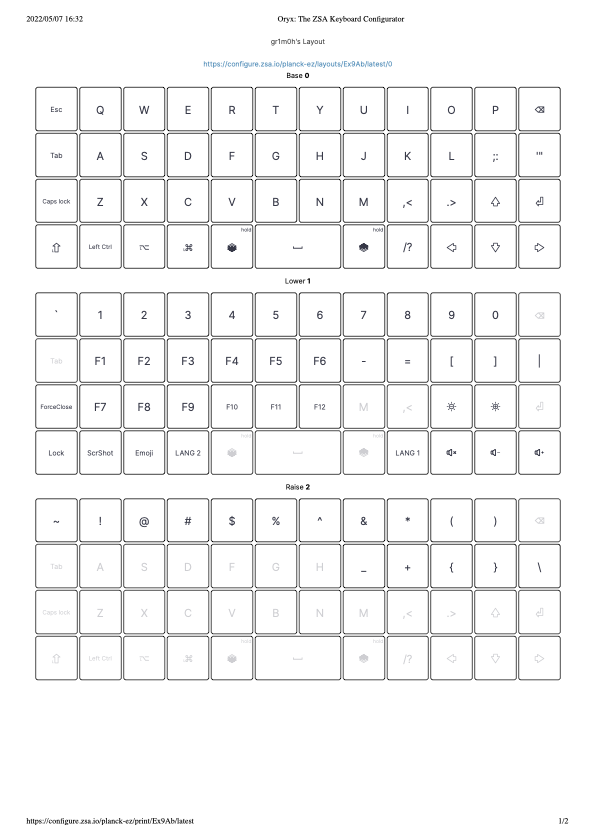 2022/05/07 16:32 Oryx: The ZSA Keyboard Configurator
gr1m0h's Layout
https://configure.zsa.io/planck-ez/layouts/Ex9Ab/latest/0
Base 0
Esc Q W E R T Y U I O P ⌫
Tab A S D F G H J K L ;: '"
Caps lock Z X C V B N M ,< .> ⇧ ⏎
hold hold
⇧ Left Ctrl ⌥ ⌘ ⎵ /? ⇦ ⇩ ⇨
Lower 1
` 1 2 3 4 5 6 7 8 9 0 ⌫
Tab F1 F2 F3 F4 F5 F6 - = [ ] |
ForceClose F7 F8 F9 F10 F11 F12 M ,< ⏎
hold hold
Lock ScrShot Emoji LANG 2 ⎵ LANG 1
Raise 2
~ ! @ # $ % ^ & * ( ) ⌫
Tab A S D F G H _ + { } \
Caps lock Z X C V B N M ,< .> ⇧ ⏎
hold hold
⇧ Left Ctrl ⌥ ⌘ ⎵ /? ⇦ ⇩ ⇨
https://configure.zsa.io/planck-ez/print/Ex9Ab/latest 1/2